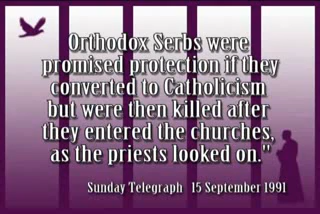 Orthodox Serbs were
promised protection if they
converted to Catholicism
but were then killed after
they entered the churches,
as the priests looked on."
Sunday Telegraph 15 September 1991